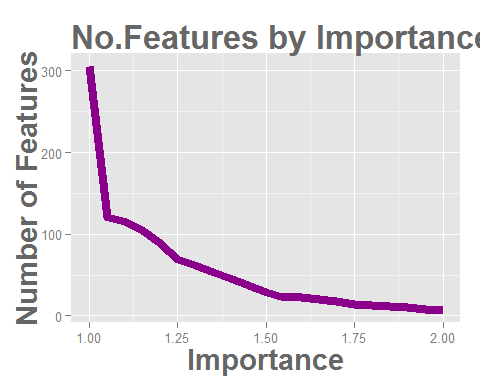 No.Features by Importance
Number of Features
300
200
100
0
1.00 1.25 1.50 1.75 2.00
Importance